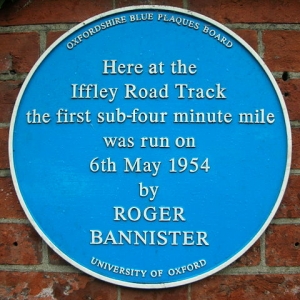 OXFORDSHIRE BLUE PLAQUES BOARD
Here at the
Iffley Road Track
the first sub-four minute mile
was run on
6th May 1954
by
ROGER
BANNISTER
UNIVERSITY OF OXFORD